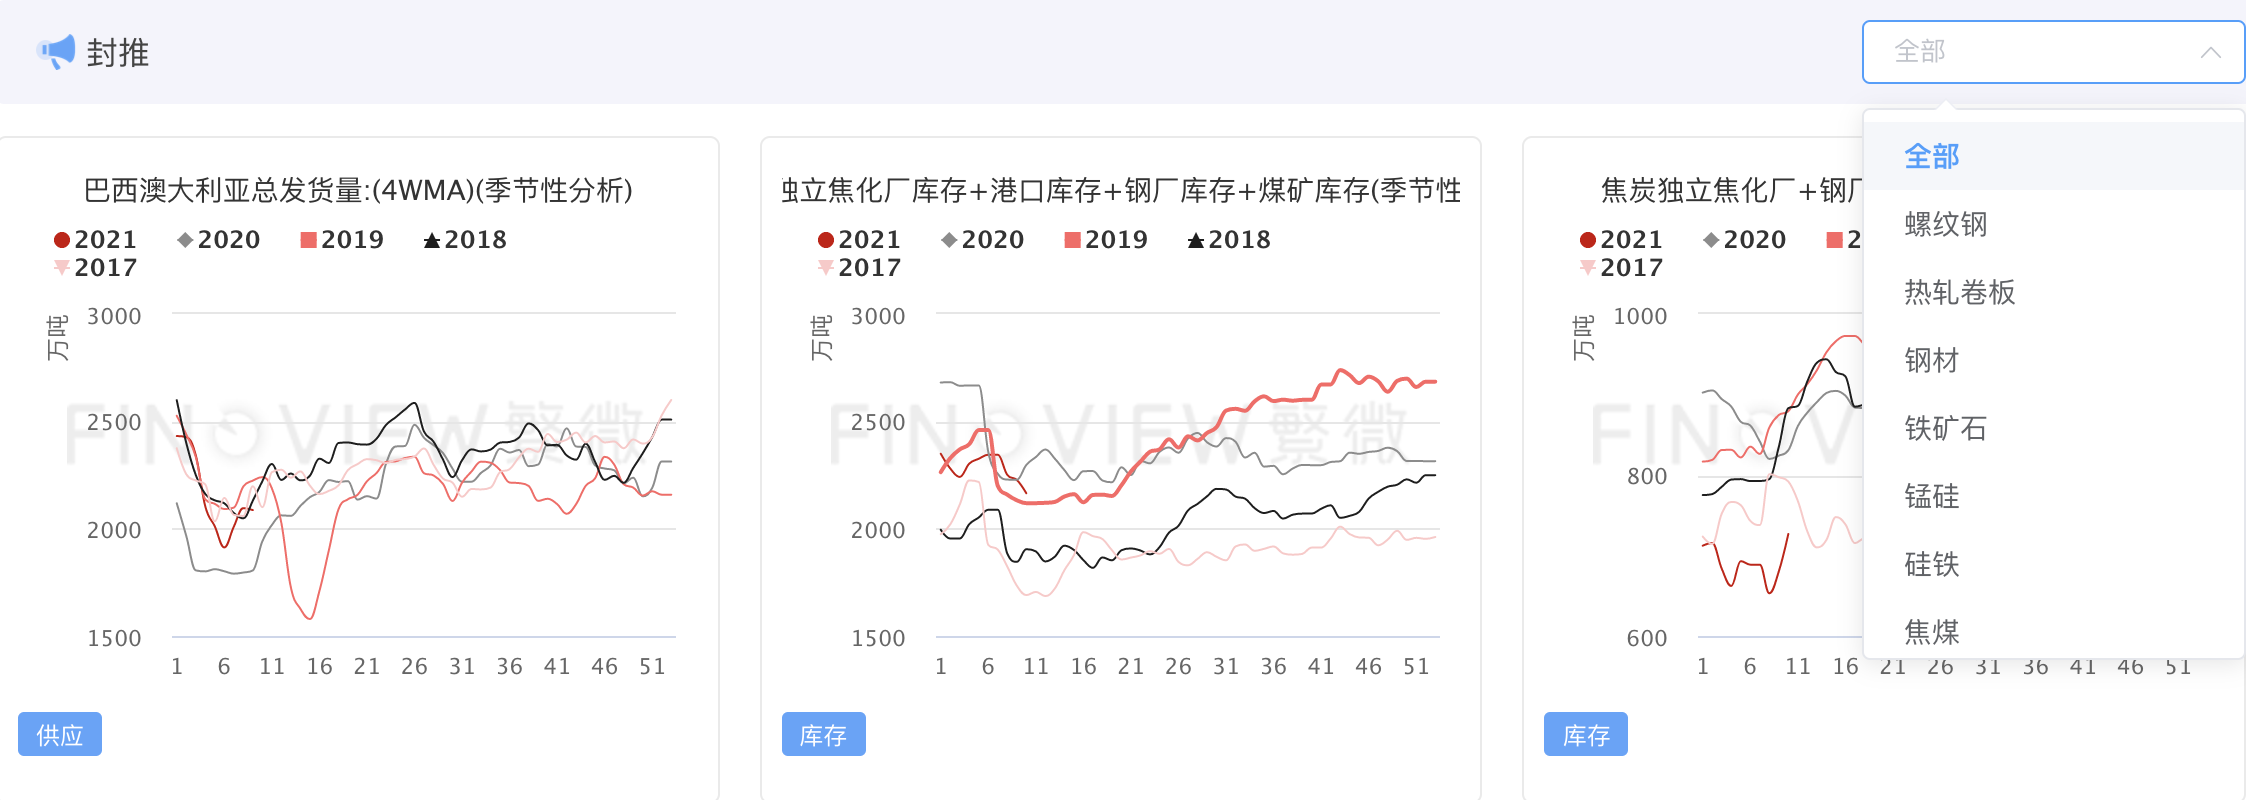 封推
全部
巴西澳大利亚总发货量:(4WMA)(季节性分析)
2021 2020 2019 2018
2017
万吨
3000
2500
2000
1500
1 6 11 16 21 26 31 36 41 46 51
FINOVIEW 繁微
供应
独立焦化厂库存+港口库存+钢厂库存+煤矿库存(季节性
2021 2020 2019 2018
2017
万吨
3000
2500
2000
1500
1 6 11 16 21 26 31 36 41 46 51
FINOVIEW 繁微
库存
焦炭独立焦化厂+钢厂
2021 2020 2
2017
万吨
1000
800
600
1 6 11 16 21 26 31 36 41 46 51
FINOV
库存
全部
螺纹钢
热轧卷板
钢材
铁矿石
锰硅
硅铁
焦煤